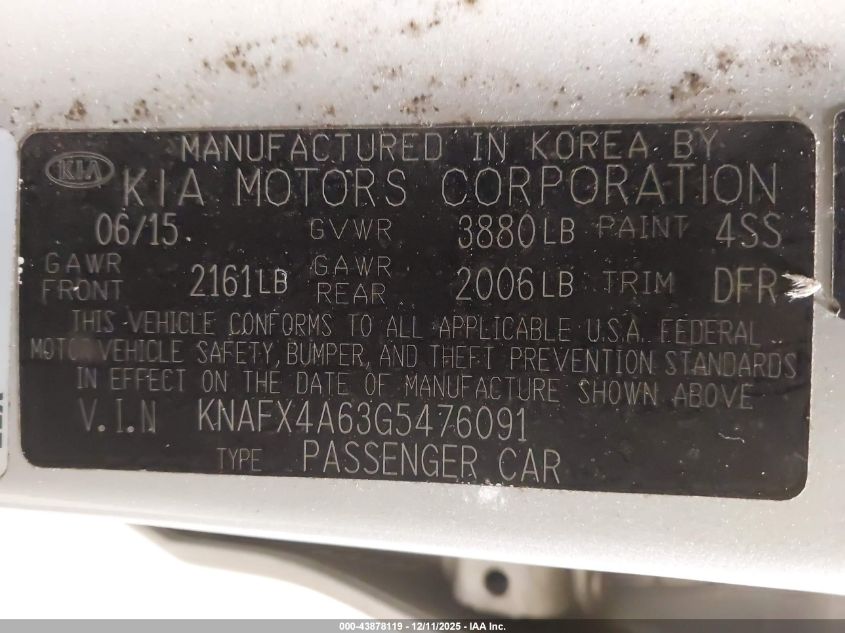 MANUFACTURED IN KOREA BY
KIA KIA MOTORS CORPORATION
06/15 GVWR 3880LB PAINT 4SS
GAWR FRONT 2161LB GAWR REAR 2006LB TRIM DFR
THIS VEHICLE CONFORMS TO ALL APPLICABLE U.S.A. FEDERAL
MOTOR VEHICLE SAFETY, BUMPER, AND THEFT PREVENTION STANDARDS
IN EFFECT ON THE DATE OF MANUFACTURE SHOWN ABOVE
V.I.N KNAFX4A63G5476091
TYPE PASSENGER CAR
000-43878119 - 12/11/2025 - IAA Inc.